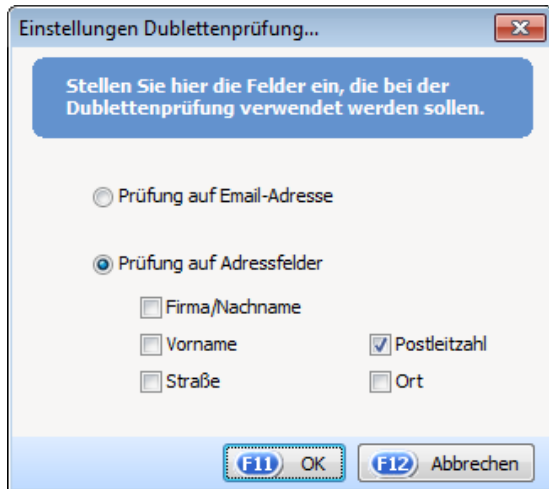 Einstellungen Dublettenprüfung...
Stellen Sie hier die Felder ein, die bei der
Dublettenprüfung verwendet werden sollen.
Prüfung auf Email-Adresse
Prüfung auf Adressfelder
Firma/Nachname
Vorname
Postleitzahl
Straße
Ort
F11 OK
F12 Abbrechen